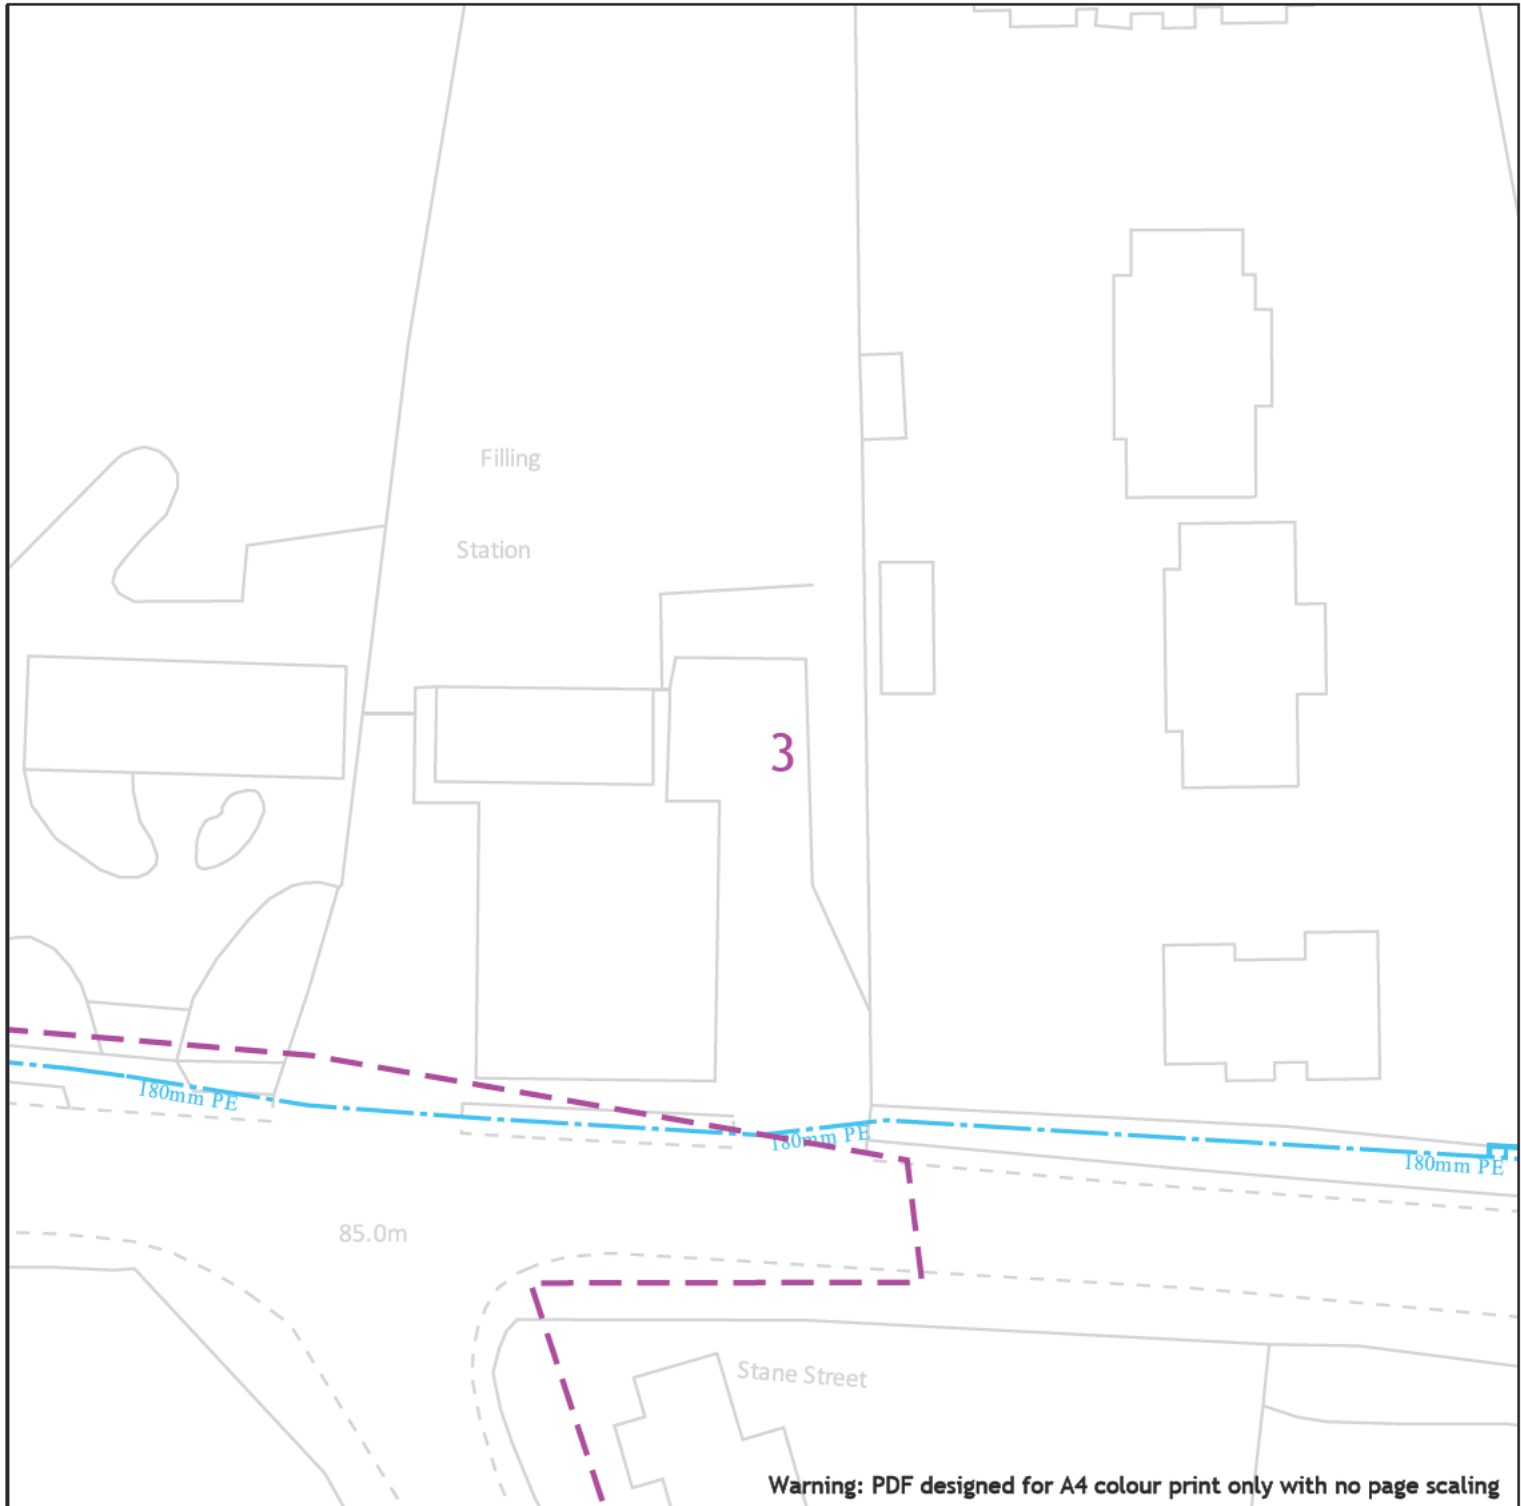 Filling
Station
3
180mm PE
180mm PE
180mm PE
85.0m
Stane Street
Warning: PDF designed for A4 colour print only with no page scaling